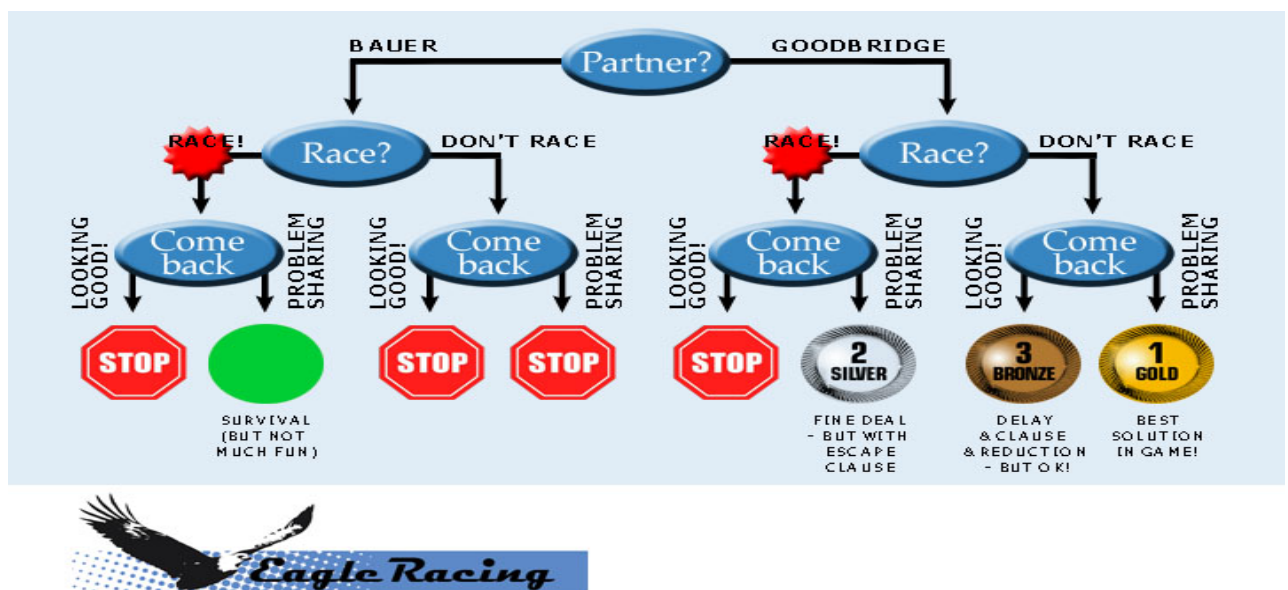 BAUER
Partner?
GOODBRIDGE
RACE!
Race?
DON'T RACE
RACE!
Race?
DON'T RACE
LOOKING
GOOD!
Come
back
PROBLEM
SHARING
LOOKING
GOOD!
Come
back
PROBLEM
SHARING
LOOKING
GOOD!
Come
back
PROBLEM
SHARING
LOOKING
GOOD!
Come
back
PROBLEM
SHARING
STOP
STOP
STOP
STOP
2
SILVER
3
BRONZE
1
GOLD
SURVIVAL
(BUT NOT
MUCH FUN)
FINE DEAL
- BUT WITH
ESCAPE
CLAUSE
DELAY
& CLAUSE
& REDUCTION
- BUT OK!
BEST
SOLUTION
IN GAME!
Eagle Racing